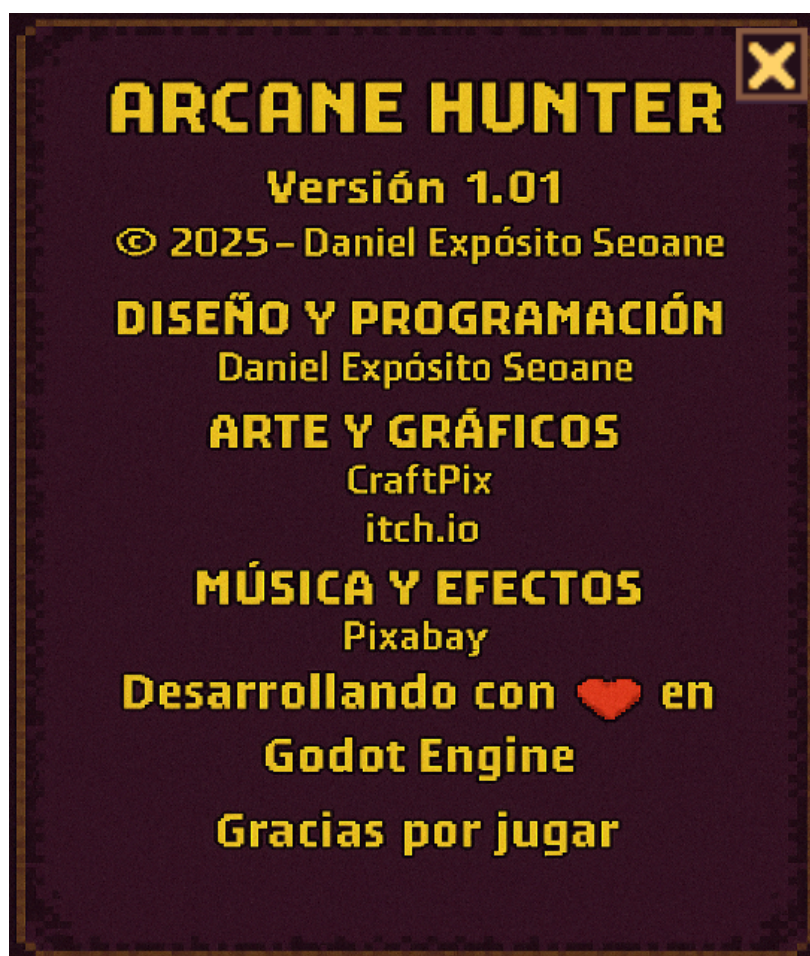 ARCANE HUNTER
Versión 1.01
© 2025 – Daniel Expósito Seoane
DISEÑO Y PROGRAMACIÓN
Daniel Expósito Seoane
ARTE Y GRÁFICOS
CraftPix
itch.io
MÚSICA Y EFECTOS
Pixabay
Desarrollando con ❤ en
Godot Engine
Gracias por jugar